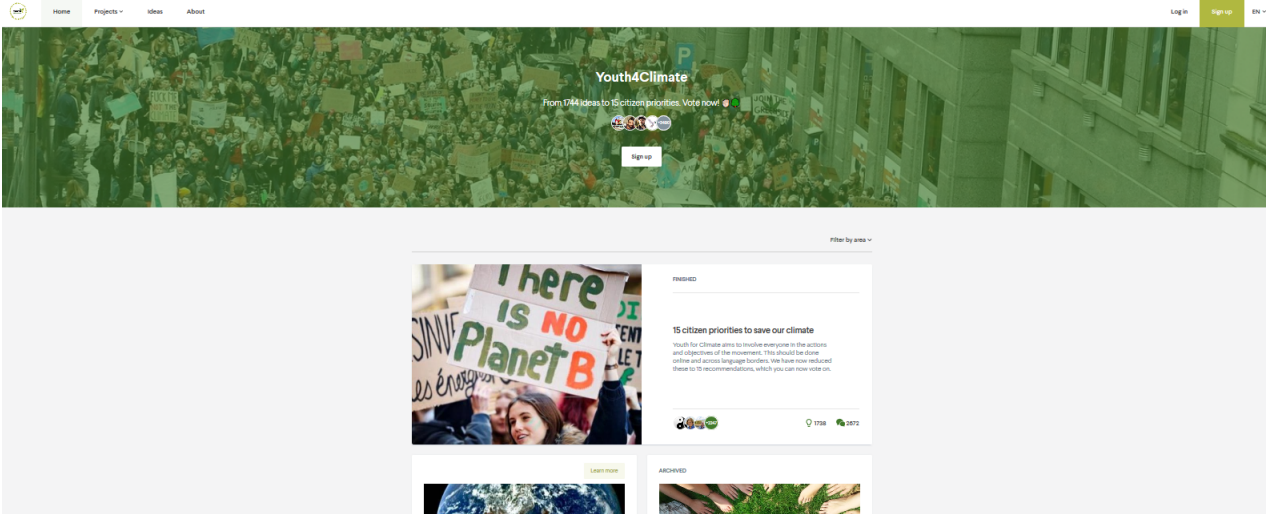 Home
Projects
Ideas
About
Log in
Sign up
EN
Youth4Climate
From 1744 ideas to 15 citizen priorities. Vote now!
Sign up
Filter by area
There
IS NO
Planet B
FINISHED
15 citizen priorities to save our climate
Youth for Climate aims to involve everyone in the actions
and objectives of the movement. This should be done
online and across language borders. We have now reduced
these to 15 recommendations, which you can now vote on.
1738
2672
Learn more
ARCHIVED